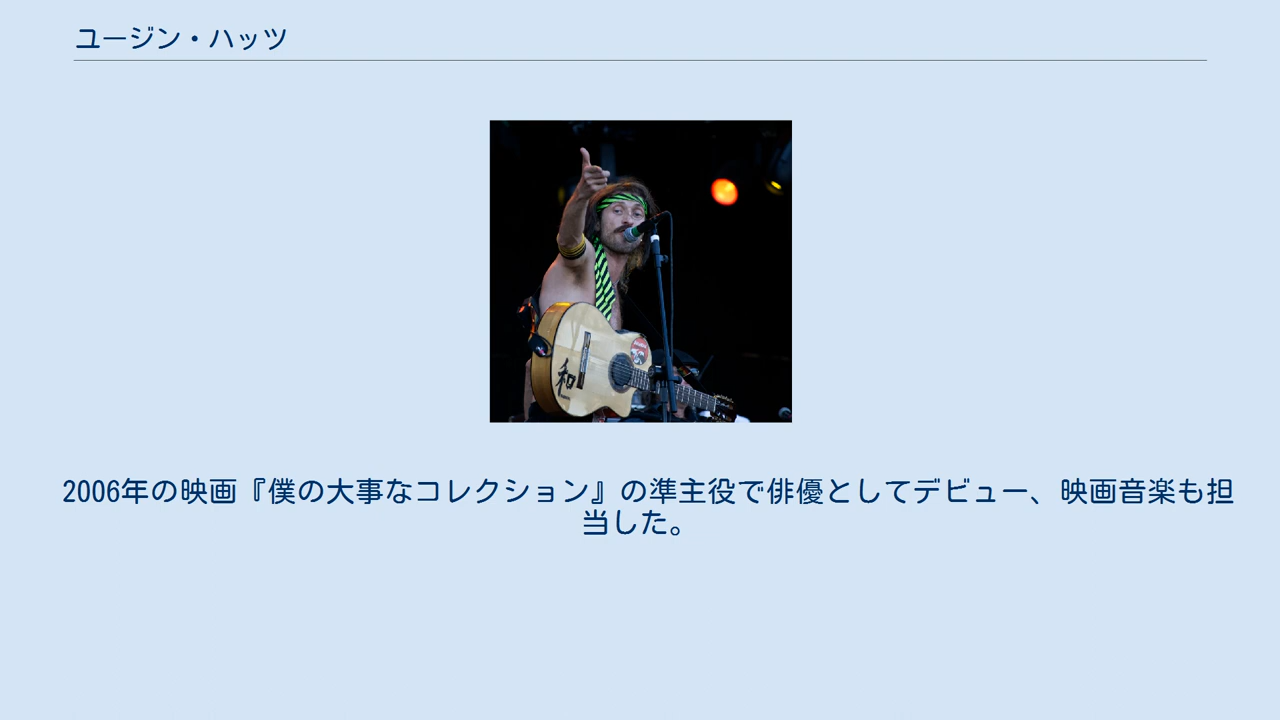 ユージン・ハッツ
和
2006年の映画『僕の大事なコレクション』の準主役で俳優としてデビュー、映画音楽も担
当した。